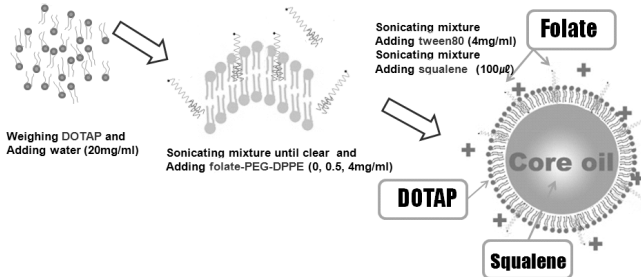 Weighing DOTAP and
Adding water (20mg/ml)
Sonicating mixture until clear and
Adding folate-PEG-DPPE (0, 0.5, 4mg/ml)
Sonicating mixture
Adding tween80 (4mg/ml)
Sonicating mixture
Adding squalene (100㎕)
Folate
Core oil
DOTAP
Squalene